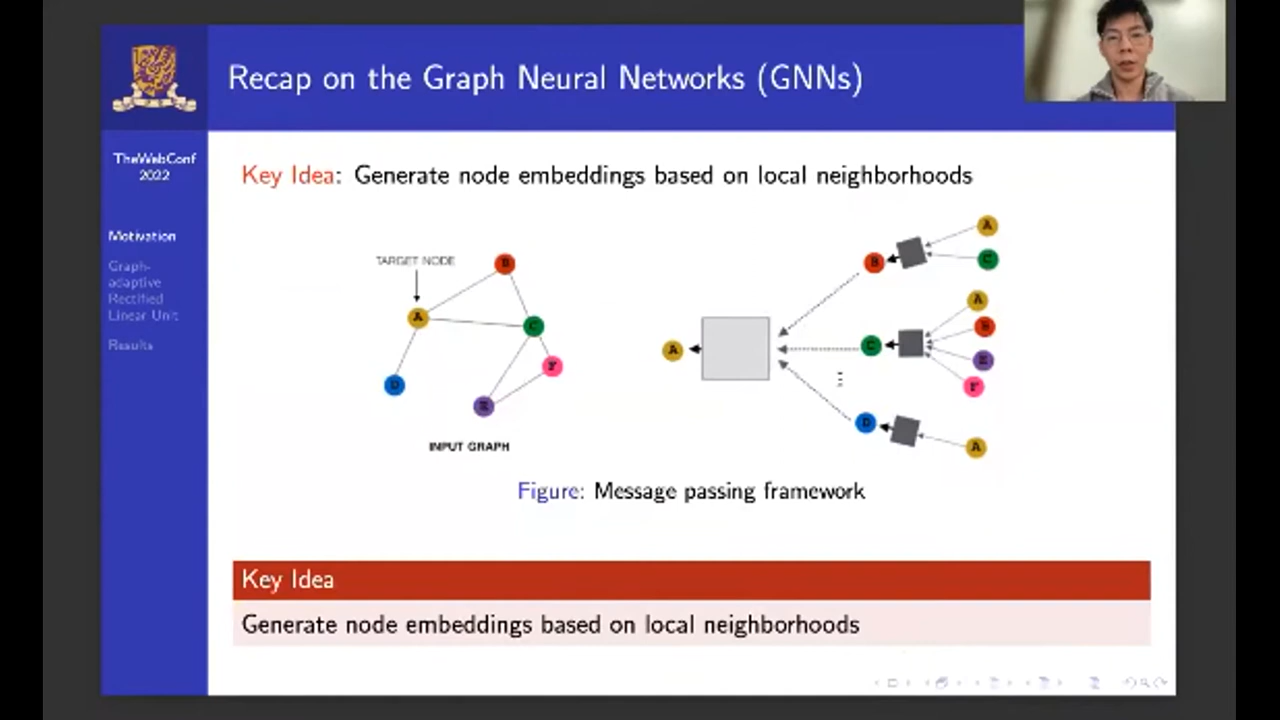 Recap on the Graph Neural Networks (GNNs)
TheWebConf
2022
Motivation
Graph-
adaptive
Rectified
Linear Unit
Results
Key Idea: Generate node embeddings based on local neighborhoods
TARGET NODE
B
A
C
F
D
E
INPUT GRAPH
A
B
A
C
C
A
B
E
F
D
A
Figure: Message passing framework
Key Idea
Generate node embeddings based on local neighborhoods